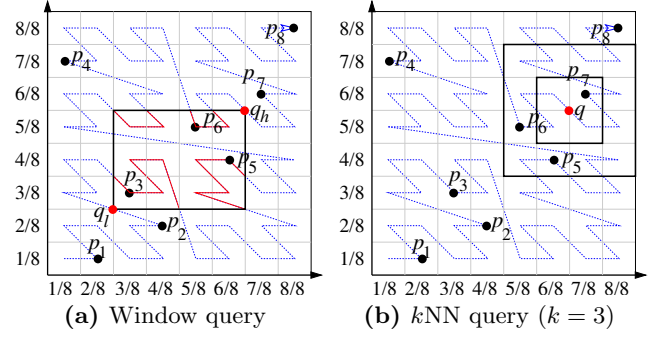 8/8 p8 8/8 p8
7/8 p4 7/8 p4
6/8 p7 6/8 p7
qh q
5/8 p6 5/8 p6
4/8 p5 4/8 p5
3/8 p3 3/8 p3
ql
2/8 p2 2/8 p2
1/8 p1 1/8 p1
1/8 2/8 3/8 4/8 5/8 6/8 7/8 8/8 1/8 2/8 3/8 4/8 5/8 6/8 7/8 8/8
(a) Window query (b) kNN query (k = 3)